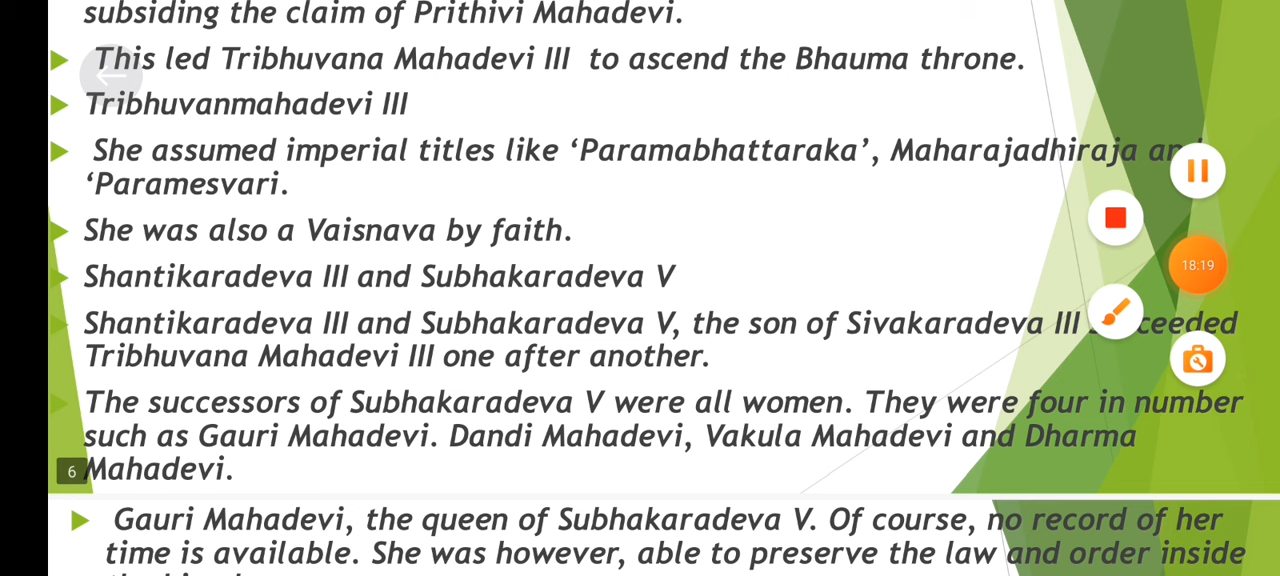 subsiding the claim of Prithivi Mahadevi.
This led Tribhuvana Mahadevi III to ascend the Bhauma throne.
Tribhuvanmahadevi III
She assumed imperial titles like ‘Paramabhattaraka’, Maharajadhiraja
‘Paramesvari.
She was also a Vaisnava by faith.
Shantikaradeva III and Subhakaradeva V
Shantikaradeva III and Subhakaradeva V, the son of Sivakaradeva III
Tribhuvana Mahadevi III one after another.
The successors of Subhakaradeva V were all women. They were four in number
such as Gauri Mahadevi. Dandi Mahadevi, Vakula Mahadevi and Dharma
Mahadevi.
6
Gauri Mahadevi, the queen of Subhakaradeva V. Of course, no record of her
time is available. She was however, able to preserve the law and order inside
18:19